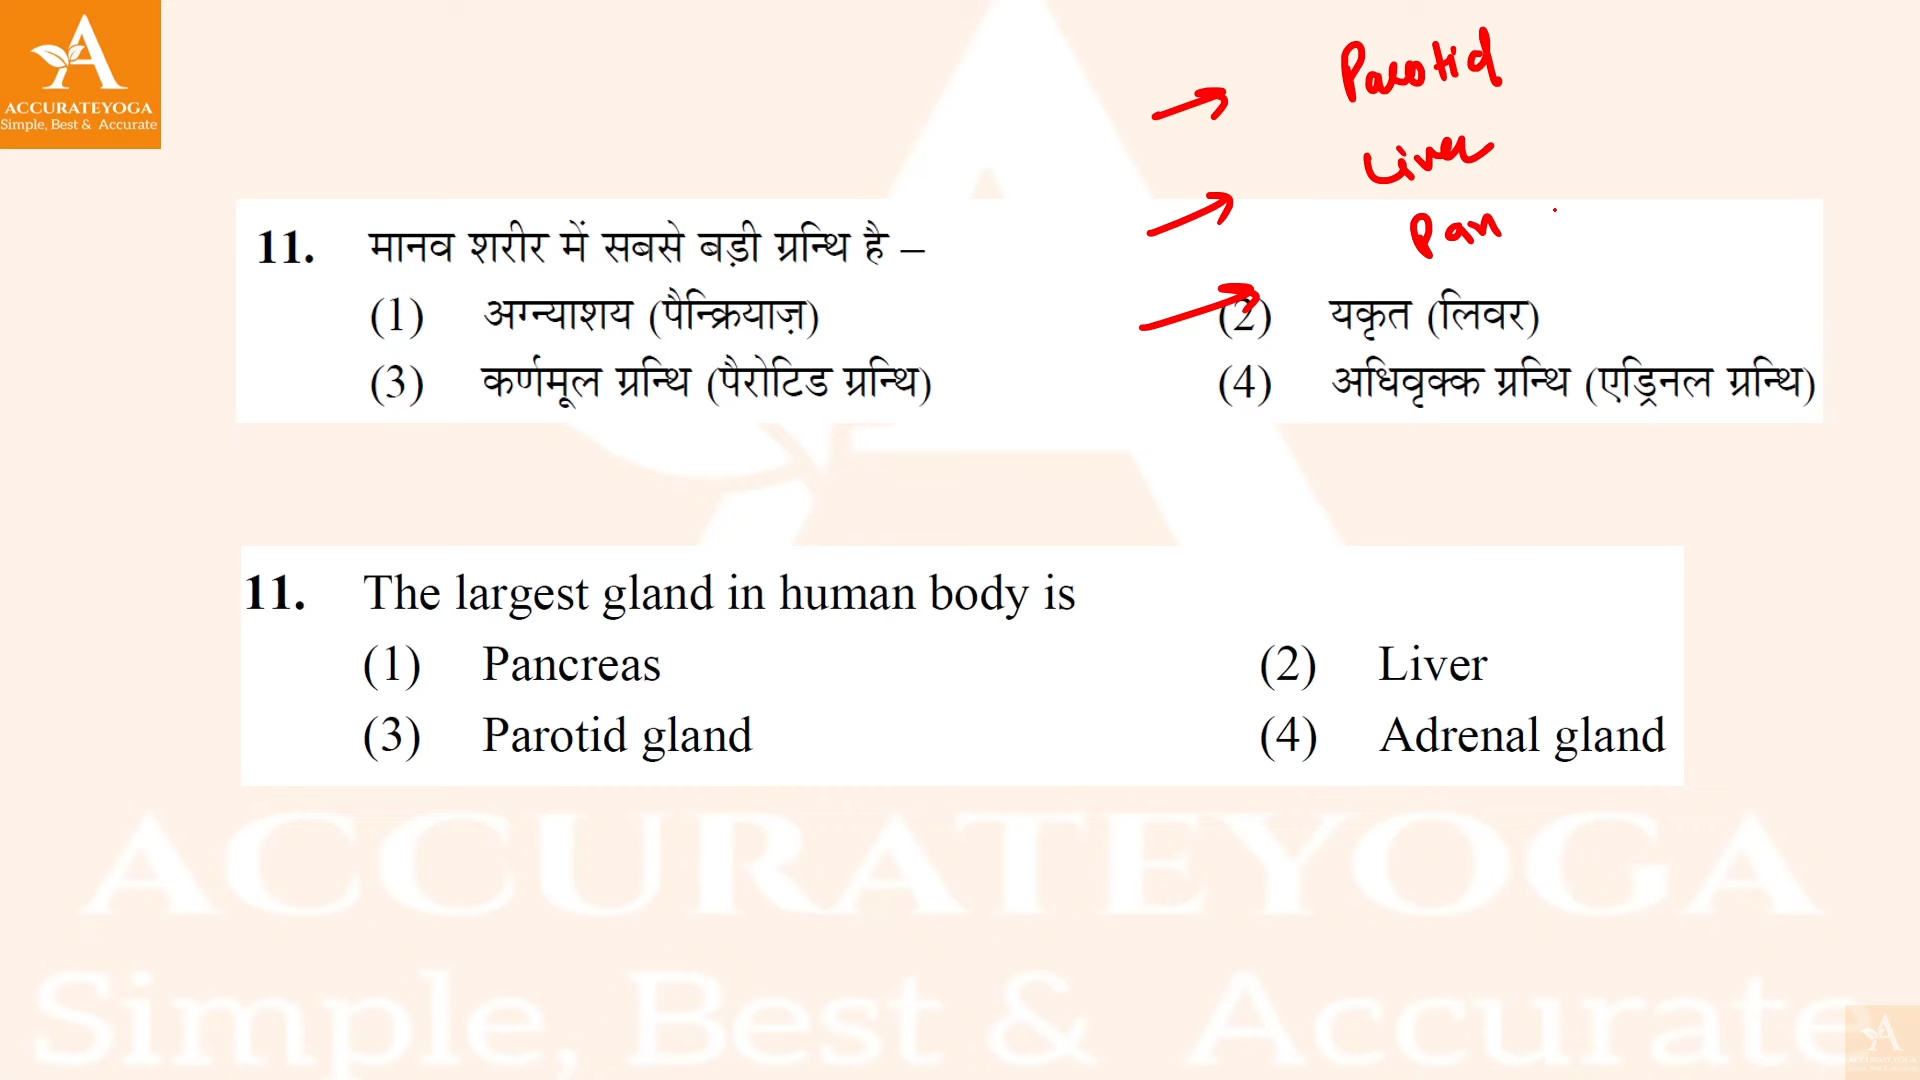 ACCURATEYOGA
Simple, Best & Accurate
Parotid
Liver
Pan
11. मानव शरीर में सबसे बड़ी ग्रन्थि है –
(1) अग्न्याशय (पैन्क्रियाज़) (2) यकृत (लिवर)
(3) कर्णमूल ग्रन्थि (पैरोटिड ग्रन्थि) (4) अधिवृक्क ग्रन्थि (एड्रिनल ग्रन्थि)
11. The largest gland in human body is
(1) Pancreas (2) Liver
(3) Parotid gland (4) Adrenal gland
ACCURATEYOGA
Simple, Best & Accurate